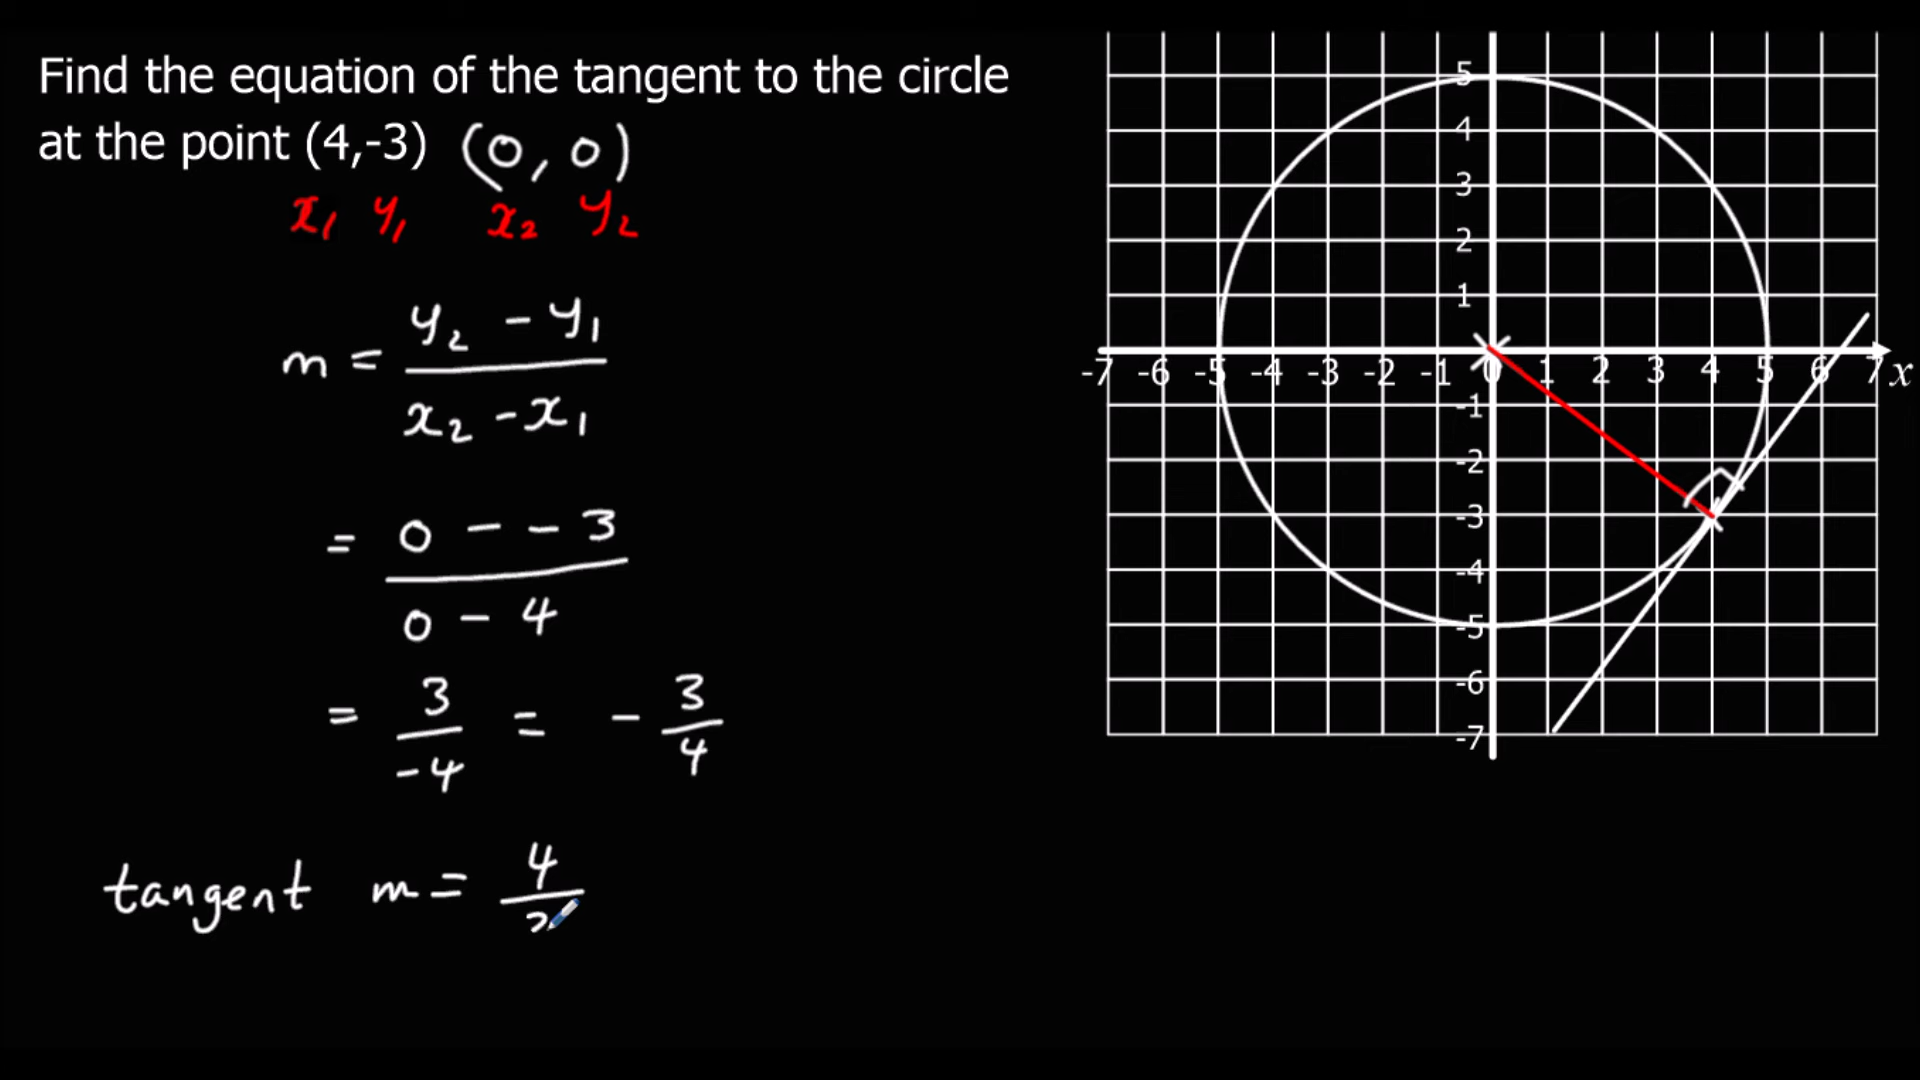 Find the equation of the tangent to the circle
at the point (4,-3) (0, 0)
x₁ y₁ x₂ y₂
m = y₂ - y₁
x₂ - x₁
= 0 - - 3
0 - 4
= 3 = - 3
-4 4
tangent m = 4
5
4
3
2
1
-7 -6 -5 -4 -3 -2 -1 0 1 2 3 4 5 6 7 x
-1
-2
-3
-4
-5
-6
-7